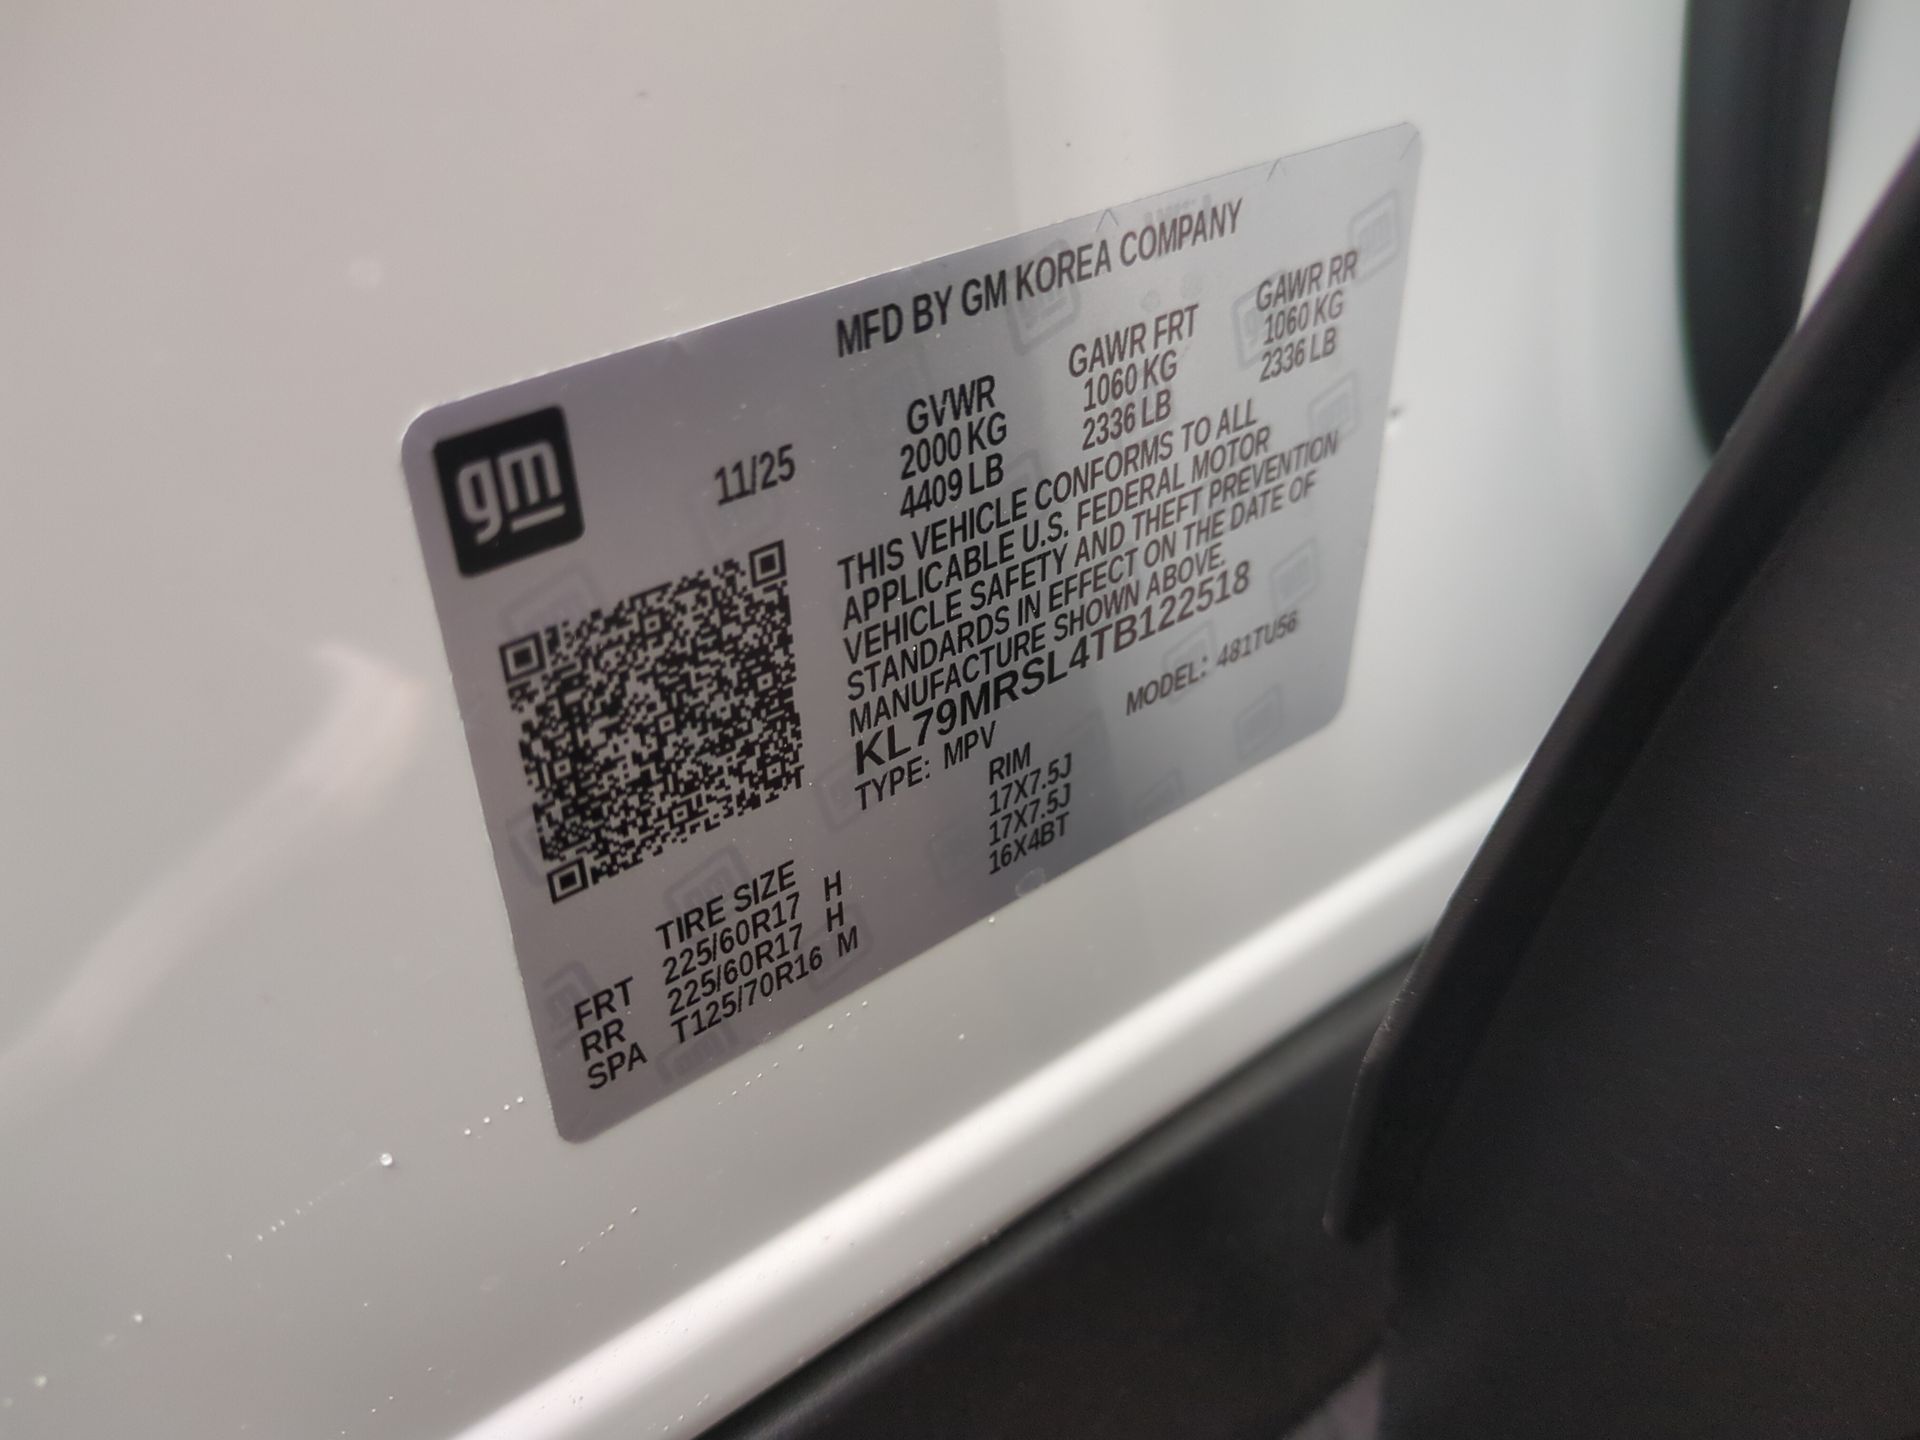 gm
MFD BY GM KOREA COMPANY
11/25
GVWR GAWR FRT GAWR RR
2000 KG 1060 KG 1060 KG
4409 LB 2336 LB 2336 LB
THIS VEHICLE CONFORMS TO ALL
APPLICABLE U.S. FEDERAL MOTOR
VEHICLE SAFETY AND THEFT PREVENTION
STANDARDS IN EFFECT ON THE DATE OF
MANUFACTURE SHOWN ABOVE.
KL79MRSL4TB122518
TYPE: MPV MODEL: 481TU56
TIRE SIZE RIM
FRT 225/60R17 H 17X7.5J
RR 225/60R17 H 17X7.5J
SPA T125/70R16 M 16X4BT